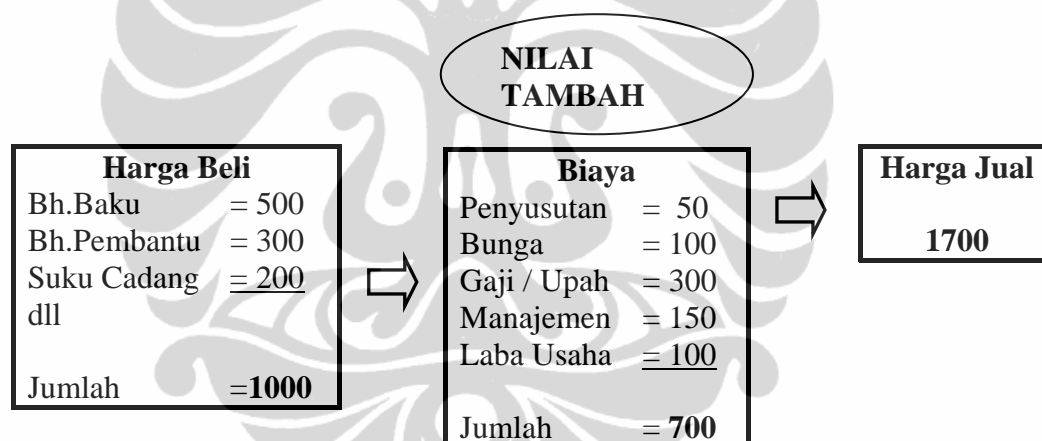 NILAI
TAMBAH
Harga Beli
Bh.Baku = 500
Bh.Pembantu = 300
Suku Cadang = 200
dll
Jumlah =1000
Biaya
Penyusutan = 50
Bunga = 100
Gaji / Upah = 300
Manajemen = 150
Laba Usaha = 100
Jumlah = 700
Harga Jual
1700